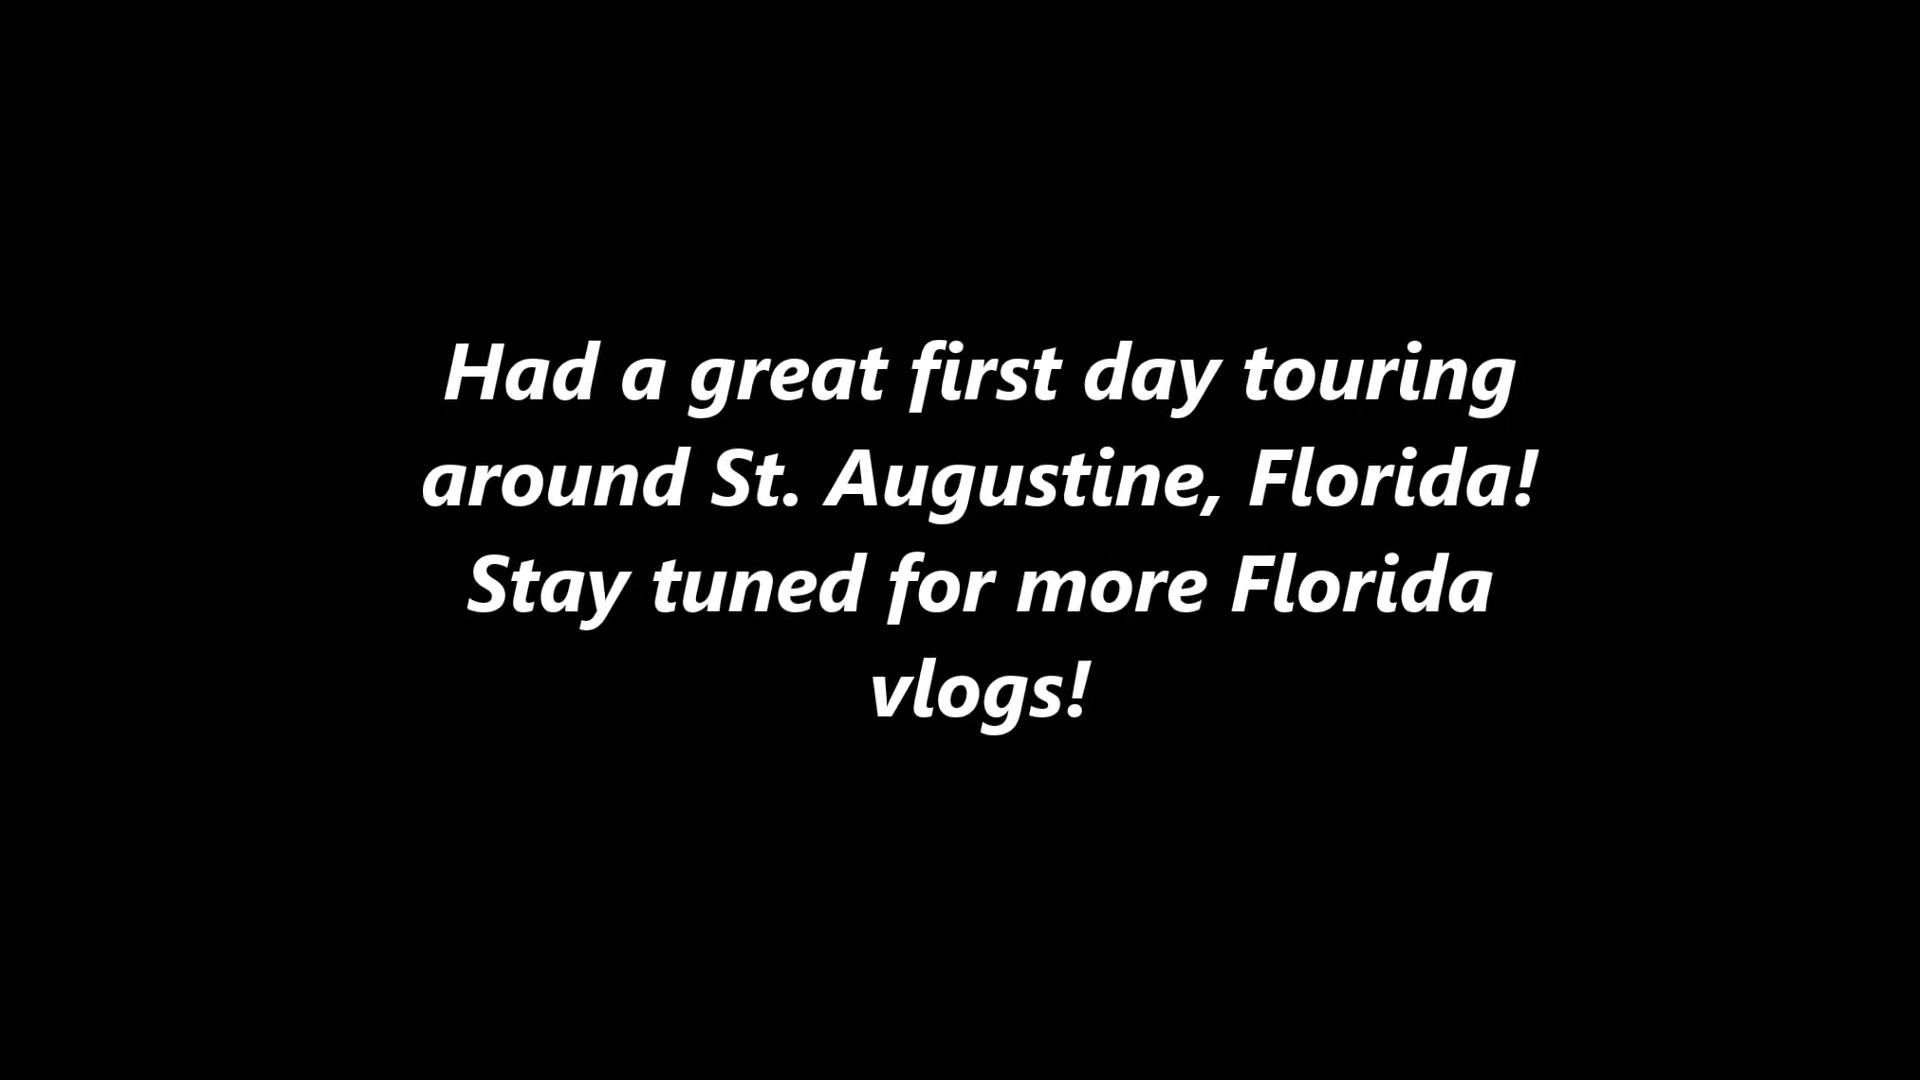 Had a great first day touring
around St. Augustine, Florida!
Stay tuned for more Florida
vlogs!